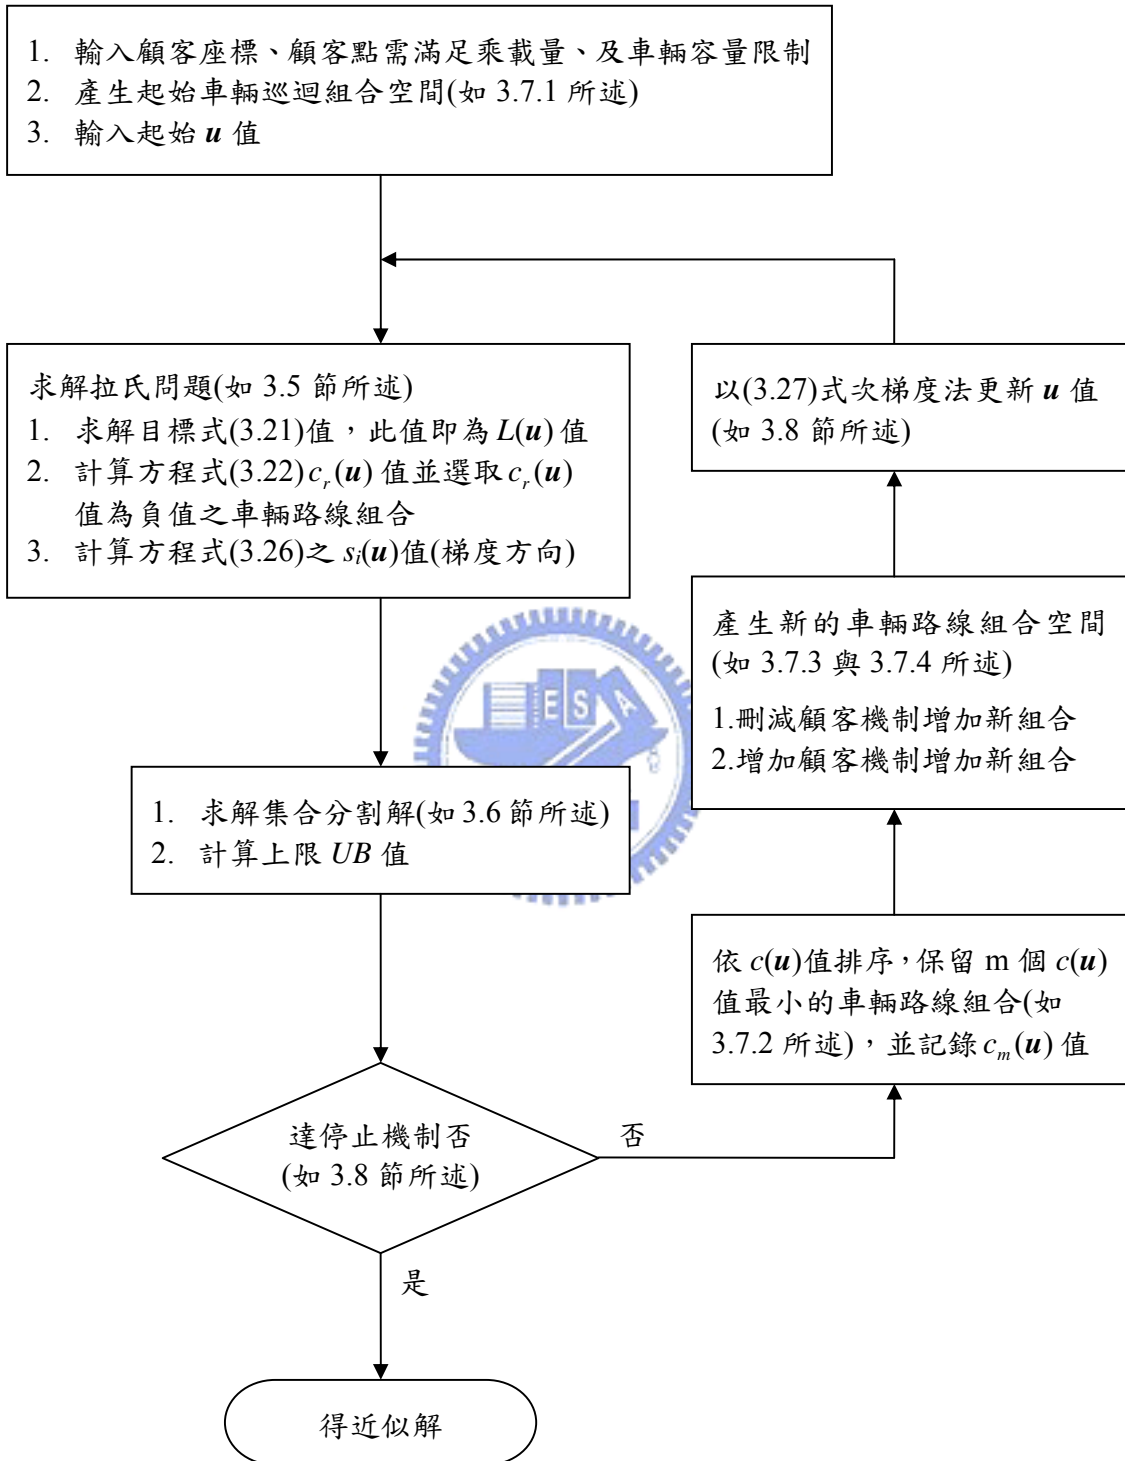 1. 輸入顧客座標、顧客點需滿足乘載量、及車輛容量限制
2. 產生起始車輛巡迴組合空間(如 3.7.1 所述)
3. 輸入起始 u 值
求解拉氏問題(如 3.5 節所述)
1. 求解目標式(3.21)值，此值即為 L(u) 值
2. 計算方程式(3.22) c_r(u) 值並選取 c_r(u)
值為負值之車輛路線組合
3. 計算方程式(3.26)之 s_i(u)值(梯度方向)
1. 求解集合分割解(如 3.6 節所述)
2. 計算上限 UB 值
達停止機制否
(如 3.8 節所述)
否
是
得近似解
依 c(u)值排序，保留 m 個 c(u)
值最小的車輛路線組合(如
3.7.2 所述)，並記錄 c_m(u) 值
產生新的車輛路線組合空間
(如 3.7.3 與 3.7.4 所述)
1.刪減顧客機制增加新組合
2.增加顧客機制增加新組合
以(3.27)式次梯度法更新 u 值
(如 3.8 節所述)
E S A